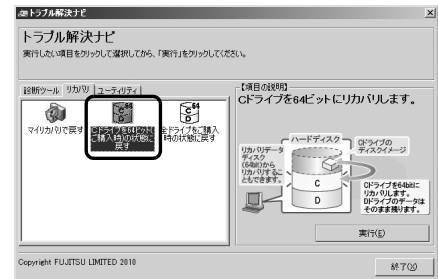 トラブル解決ナビ
トラブル解決ナビ
実行したい項目をクリックして選択してから、「実行」をクリックしてください。
診断ツール
リカバリ
ユーティリティ
マイリカバリで戻す
Cドライブを64ビット(
ご購入時)の状態に
戻す
全ドライブをご購入
時の状態に戻す
【項目の説明】
Cドライブを64ビットにリカバリします。
ハードディスク
Cドライブの
ディスクイメージ
リカバリデータ
ディスク
(64bit)から
リカバリするこ
ともできます。
C
D
Cドライブを64bitに
リカバリします。
Dドライブのデータは
そのまま残ります。
実行(E)
Copyright FUJITSU LIMITED 2010
終了(X)